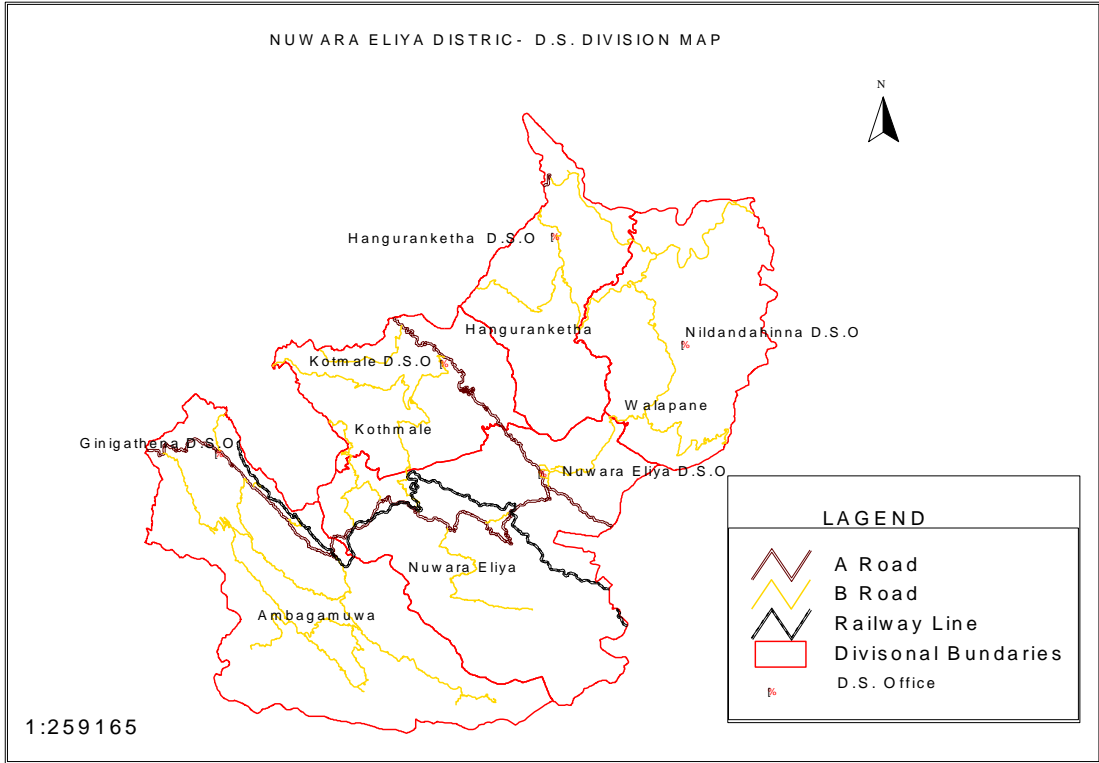 NUWARA ELIYA DISTRIC- D.S. DIVISION MAP
N
Hanguranketha D.S.O
Hanguranketha
Nildandahinna D.S.O
Kotmale D.S.O
Walapane
Kothmale
Ginigathena D.S.O
Nuwara Eliya D.S.O
Nuwara Eliya
Ambagamuwa
LAGEND
A Road
B Road
Railway Line
Divisonal Bundaries
D.S. Office
1:259165